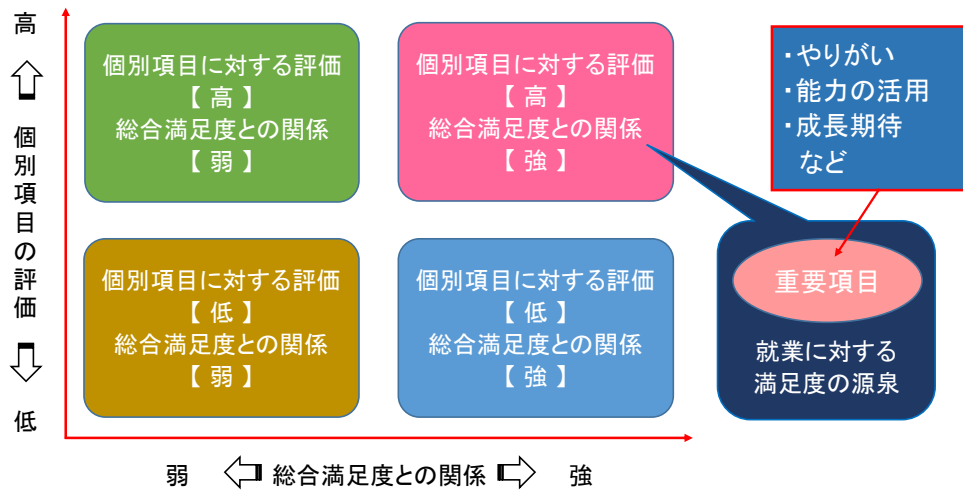 高
個別項目の評価
低
個別項目に対する評価
【 高 】
総合満足度との関係
【 弱 】
個別項目に対する評価
【 高 】
総合満足度との関係
【 強 】
・やりがい
・能力の活用
・成長期待
など
個別項目に対する評価
【 低 】
総合満足度との関係
【 弱 】
個別項目に対する評価
【 低 】
総合満足度との関係
【 強 】
重要項目
就業に対する
満足度の源泉
弱
総合満足度との関係
強